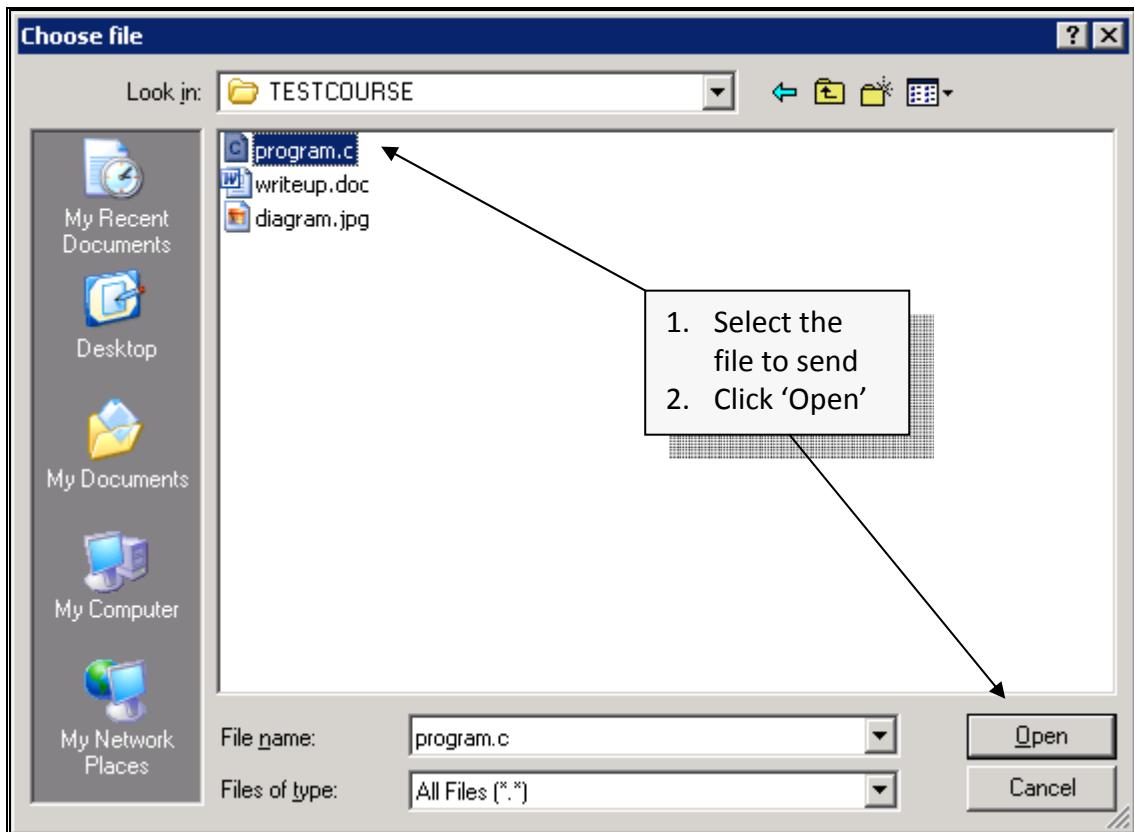 Choose file
Look in:
TESTCOURSE
program.c
writeup.doc
diagram.jpg
My Recent
Documents
Desktop
My Documents
My Computer
My Network
Places
1. Select the
file to send
2. Click ‘Open’
File name:
program.c
Open
Files of type:
All Files (*.*)
Cancel